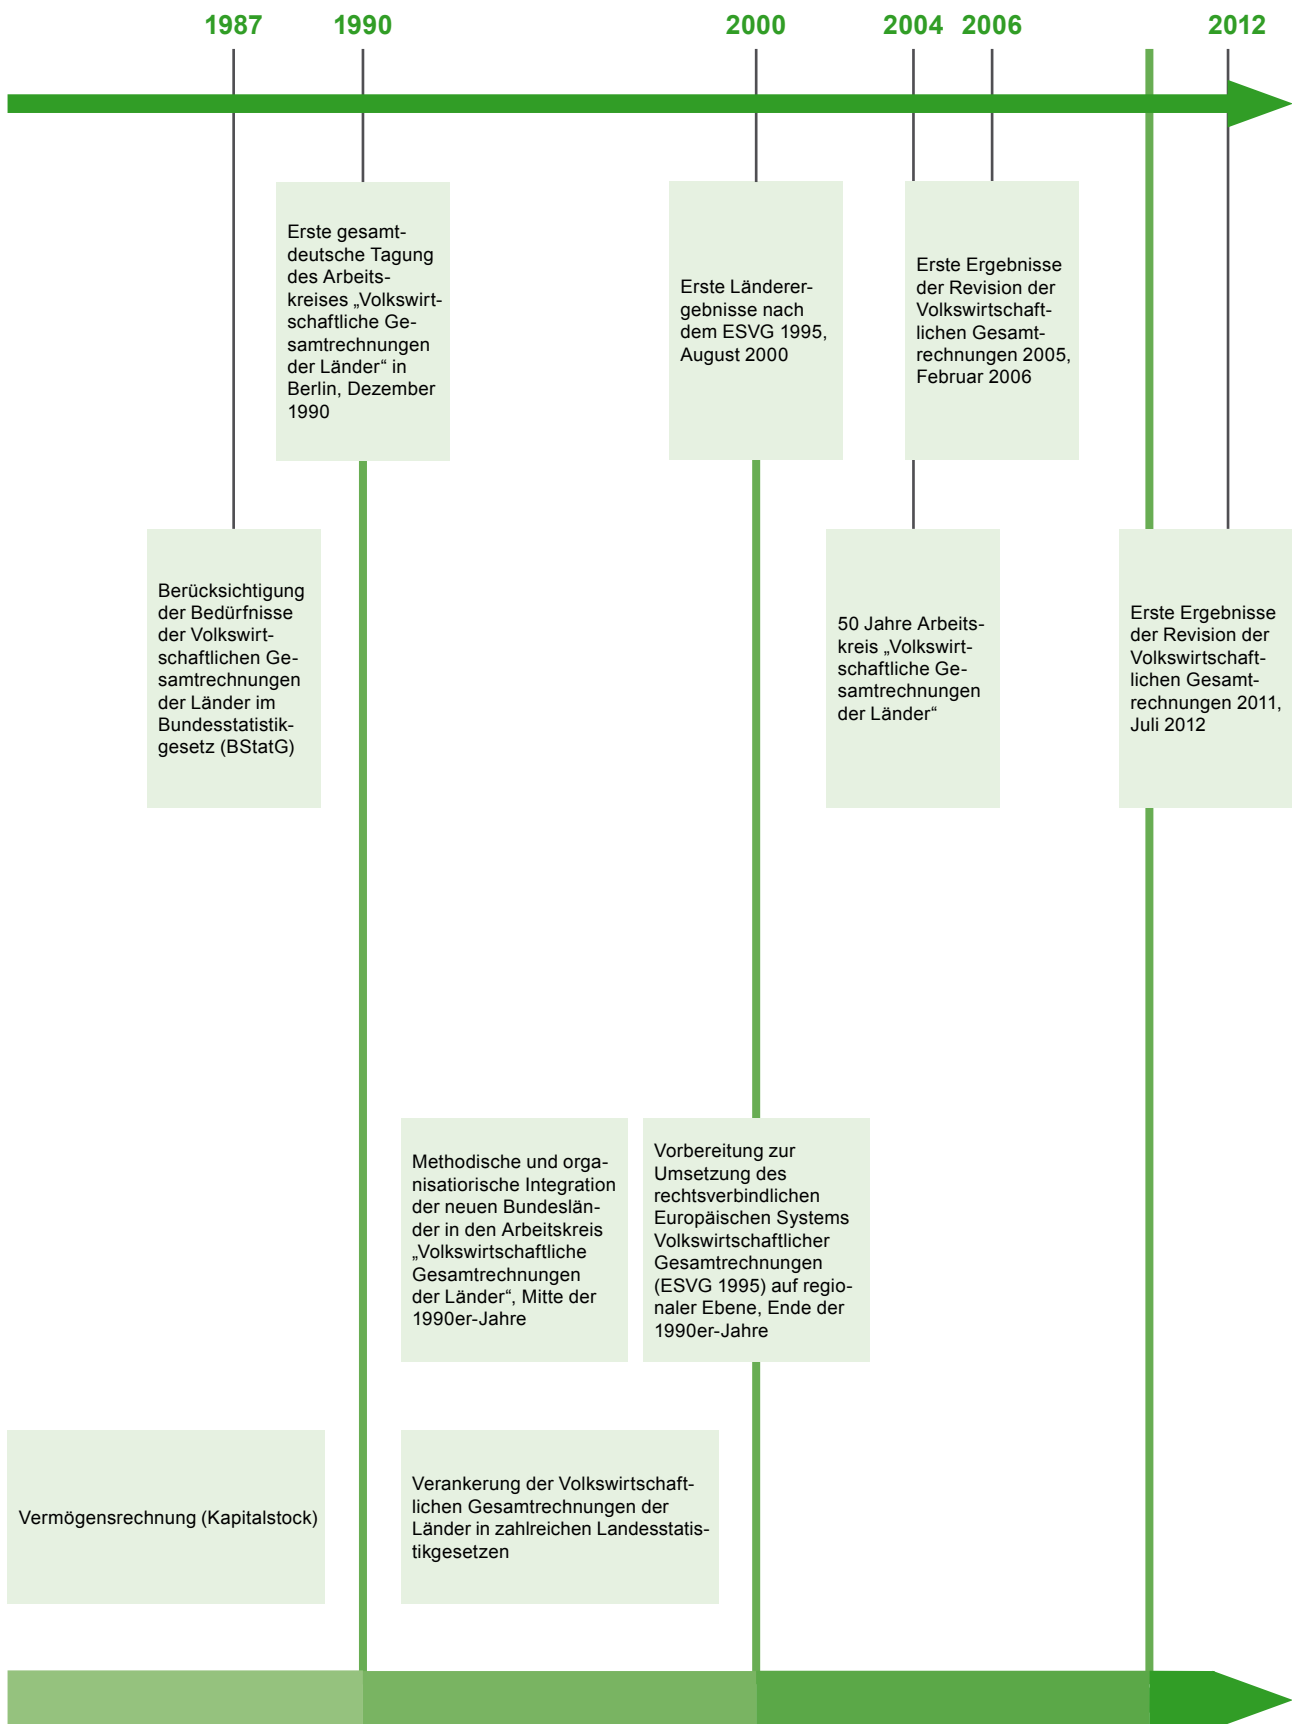 1987 1990 2000 2004 2006 2012
Erste gesamt-
deutsche Tagung
des Arbeits-
kreises „Volkswirt-
schaftliche Ge-
samtrechnungen
der Länder“ in
Berlin, Dezember
1990
Erste Länderer-
gebnisse nach
dem ESVG 1995,
August 2000
Erste Ergebnisse
der Revision der
Volkswirtschaft-
lichen Gesamt-
rechnungen 2005,
Februar 2006
Berücksichtigung
der Bedürfnisse
der Volkswirt-
schaftlichen Ge-
samtrechnungen
der Länder im
Bundesstatistik-
gesetz (BStatG)
50 Jahre Arbeits-
kreis „Volkswirt-
schaftliche Ge-
samtrechnungen
der Länder“
Erste Ergebnisse
der Revision der
Volkswirtschaft-
lichen Gesamt-
rechnungen 2011,
Juli 2012
Methodische und orga-
nisatiorische Integration
der neuen Bundeslän-
der in den Arbeitskreis
„Volkswirtschaftliche
Gesamtrechnungen
der Länder“, Mitte der
1990er-Jahre
Vorbereitung zur
Umsetzung des
rechtsverbindlichen
Europäischen Systems
Volkswirtschaftlicher
Gesamtrechnungen
(ESVG 1995) auf regio-
naler Ebene, Ende der
1990er-Jahre
Vermögensrechnung (Kapitalstock)
Verankerung der Volkswirtschaft-
lichen Gesamtrechnungen der
Länder in zahlreichen Landesstatis-
tikgesetzen